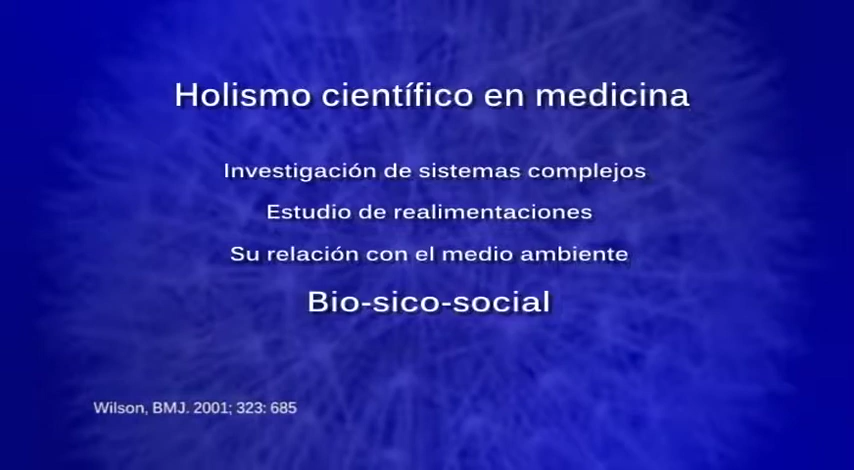 Holismo científico en medicina
Investigación de sistemas complejos
Estudio de realimentaciones
Su relación con el medio ambiente
Bio-sico-social
Wilson, BMJ. 2001; 323: 685